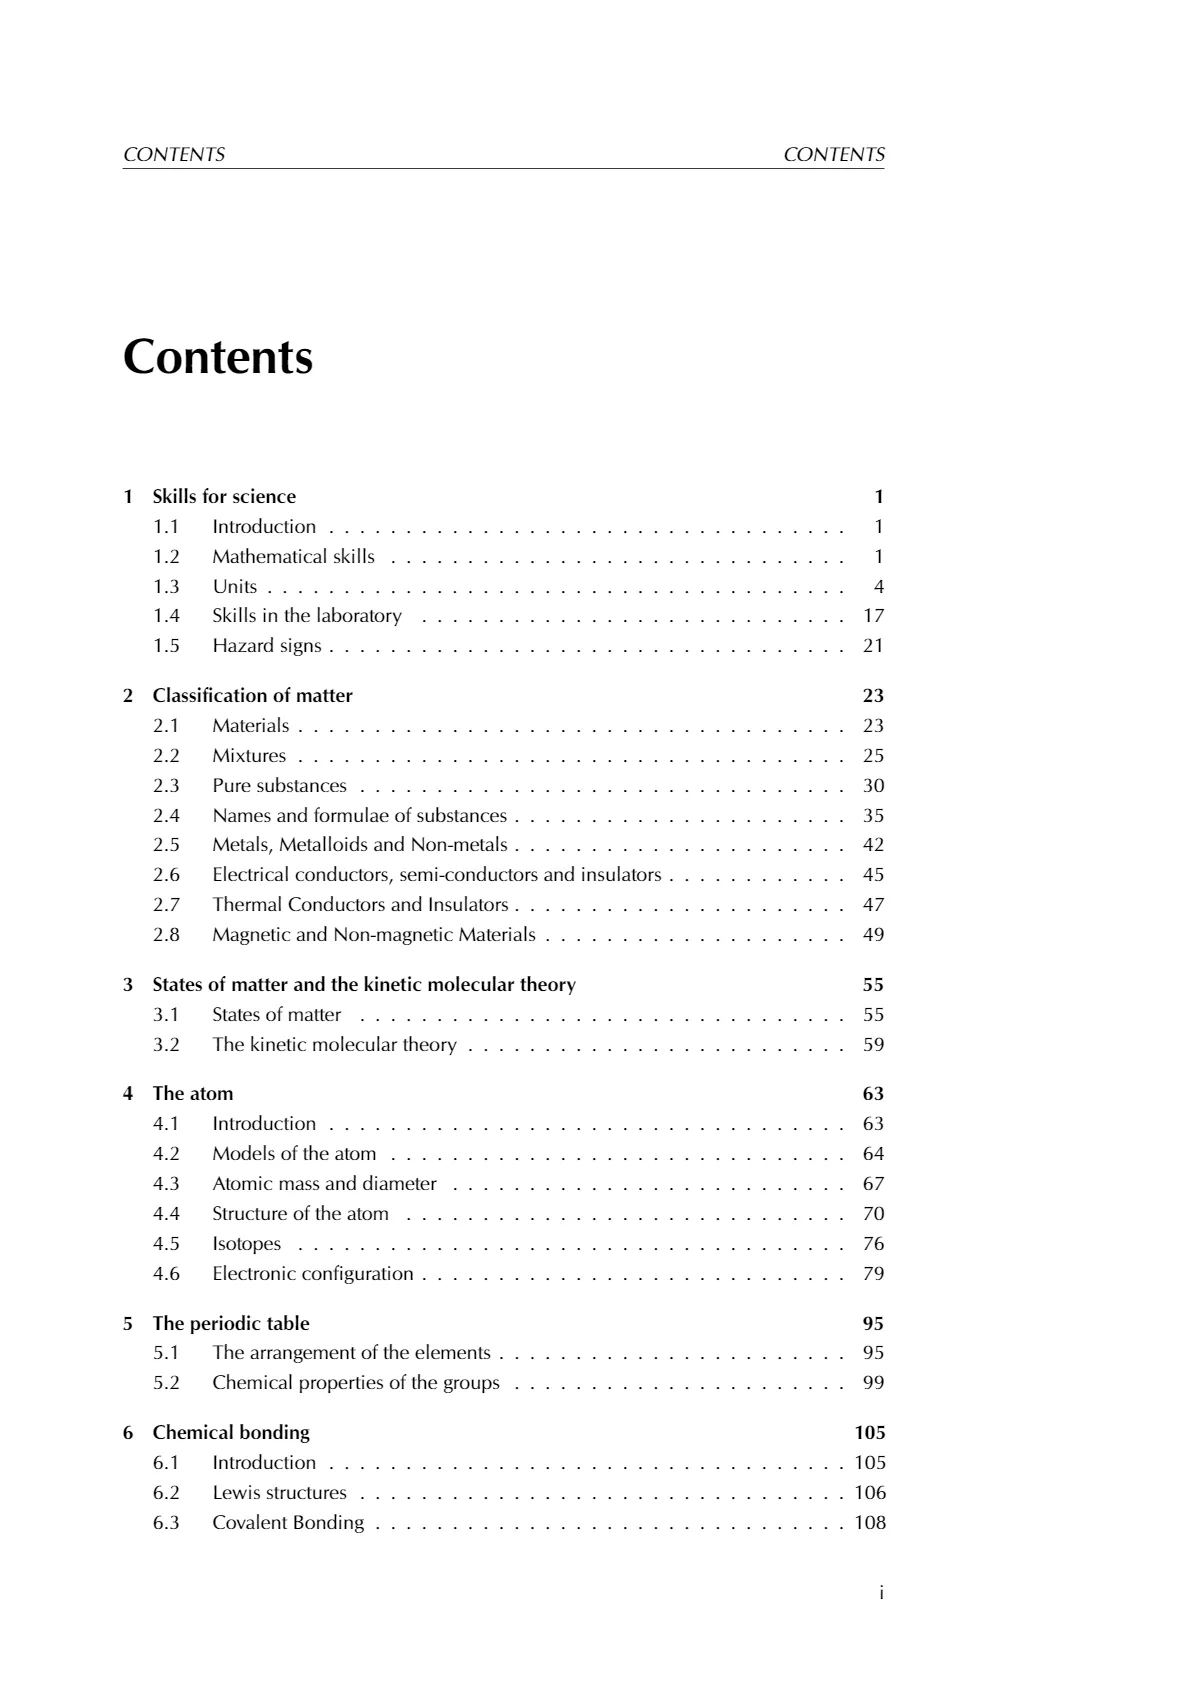 CONTENTS CONTENTS
Contents
1 Skills for science 1
1.1 Introduction . . . . . . . . . . . . . . . . . . . . . . . . . . . . . . . . . . 1
1.2 Mathematical skills . . . . . . . . . . . . . . . . . . . . . . . . . . . . . . 1
1.3 Units . . . . . . . . . . . . . . . . . . . . . . . . . . . . . . . . . . . . . . 4
1.4 Skills in the laboratory . . . . . . . . . . . . . . . . . . . . . . . . . . . . 17
1.5 Hazard signs . . . . . . . . . . . . . . . . . . . . . . . . . . . . . . . . . . 21
2 Classification of matter 23
2.1 Materials . . . . . . . . . . . . . . . . . . . . . . . . . . . . . . . . . . . . 23
2.2 Mixtures . . . . . . . . . . . . . . . . . . . . . . . . . . . . . . . . . . . . 25
2.3 Pure substances . . . . . . . . . . . . . . . . . . . . . . . . . . . . . . . . 30
2.4 Names and formulae of substances . . . . . . . . . . . . . . . . . . . . . . 35
2.5 Metals, Metalloids and Non-metals . . . . . . . . . . . . . . . . . . . . . . 42
2.6 Electrical conductors, semi-conductors and insulators . . . . . . . . . . . . 45
2.7 Thermal Conductors and Insulators . . . . . . . . . . . . . . . . . . . . . . 47
2.8 Magnetic and Non-magnetic Materials . . . . . . . . . . . . . . . . . . . . 49
3 States of matter and the kinetic molecular theory 55
3.1 States of matter . . . . . . . . . . . . . . . . . . . . . . . . . . . . . . . . 55
3.2 The kinetic molecular theory . . . . . . . . . . . . . . . . . . . . . . . . . 59
4 The atom 63
4.1 Introduction . . . . . . . . . . . . . . . . . . . . . . . . . . . . . . . . . . 63
4.2 Models of the atom . . . . . . . . . . . . . . . . . . . . . . . . . . . . . . 64
4.3 Atomic mass and diameter . . . . . . . . . . . . . . . . . . . . . . . . . . 67
4.4 Structure of the atom . . . . . . . . . . . . . . . . . . . . . . . . . . . . . 70
4.5 Isotopes . . . . . . . . . . . . . . . . . . . . . . . . . . . . . . . . . . . . 76
4.6 Electronic configuration . . . . . . . . . . . . . . . . . . . . . . . . . . . . 79
5 The periodic table 95
5.1 The arrangement of the elements . . . . . . . . . . . . . . . . . . . . . . . 95
5.2 Chemical properties of the groups . . . . . . . . . . . . . . . . . . . . . . 99
6 Chemical bonding 105
6.1 Introduction . . . . . . . . . . . . . . . . . . . . . . . . . . . . . . . . . . 105
6.2 Lewis structures . . . . . . . . . . . . . . . . . . . . . . . . . . . . . . . . 106
6.3 Covalent Bonding . . . . . . . . . . . . . . . . . . . . . . . . . . . . . . . 108
i